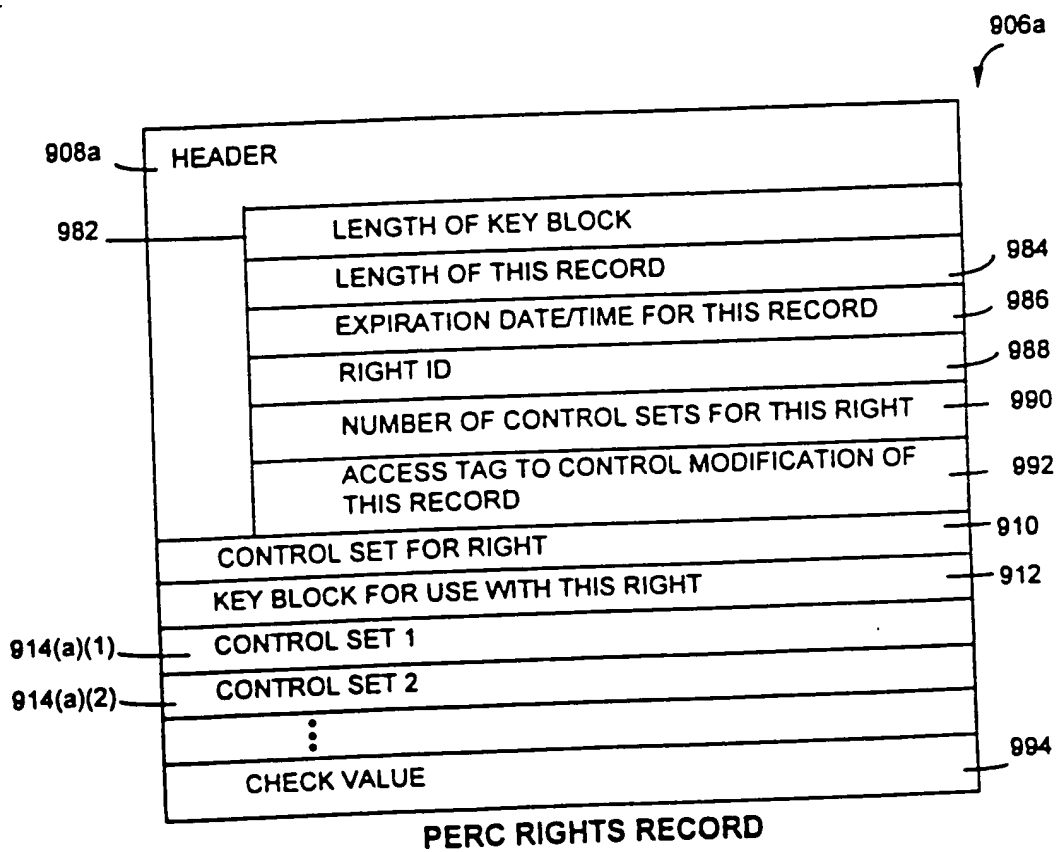 906a
908a HEADER
982 LENGTH OF KEY BLOCK
LENGTH OF THIS RECORD 984
EXPIRATION DATE/TIME FOR THIS RECORD 986
RIGHT ID 988
NUMBER OF CONTROL SETS FOR THIS RIGHT 990
ACCESS TAG TO CONTROL MODIFICATION OF 992
THIS RECORD
CONTROL SET FOR RIGHT 910
KEY BLOCK FOR USE WITH THIS RIGHT 912
914(a)(1) CONTROL SET 1
914(a)(2) CONTROL SET 2
CHECK VALUE 994
PERC RIGHTS RECORD